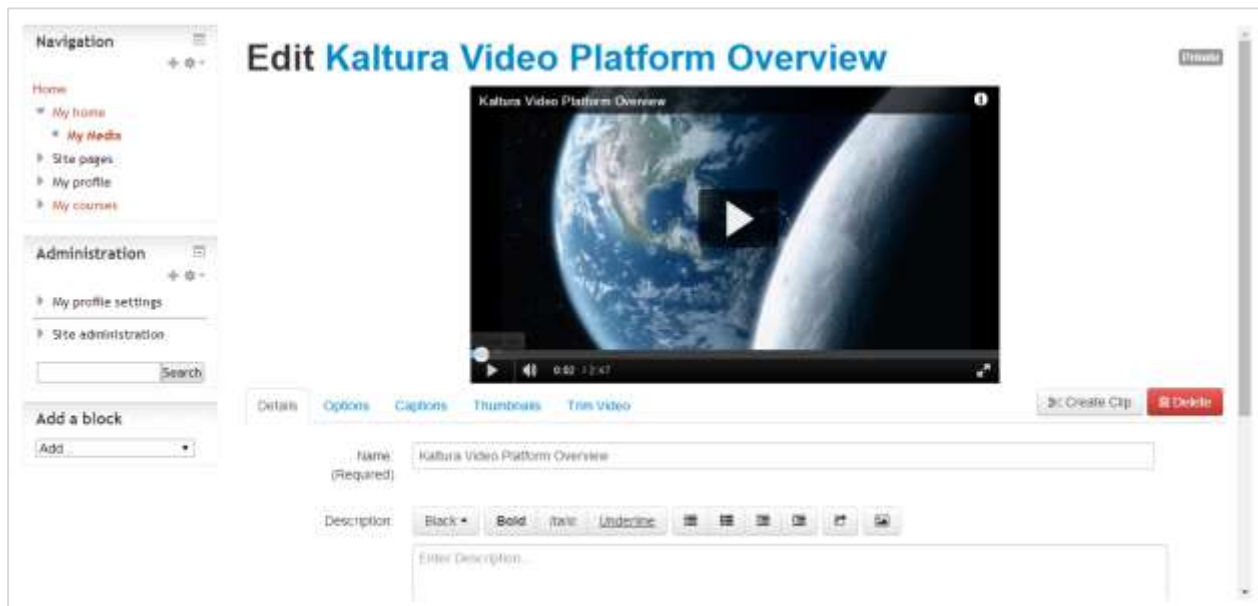 Navigation
Home
My home
My Media
Site pages
My profile
My courses
Administration
My profile settings
Site administration
Search
Add a block
Add...
Edit Kaltura Video Platform Overview
Private
Kaltura Video Platform Overview
0:02 / 2:47
Details Options Captions Thumbnails Trim Video Create Clip Delete
Name: Kaltura Video Platform Overview
(Required)
Description: Black Bold Italic Underline
Enter Description...